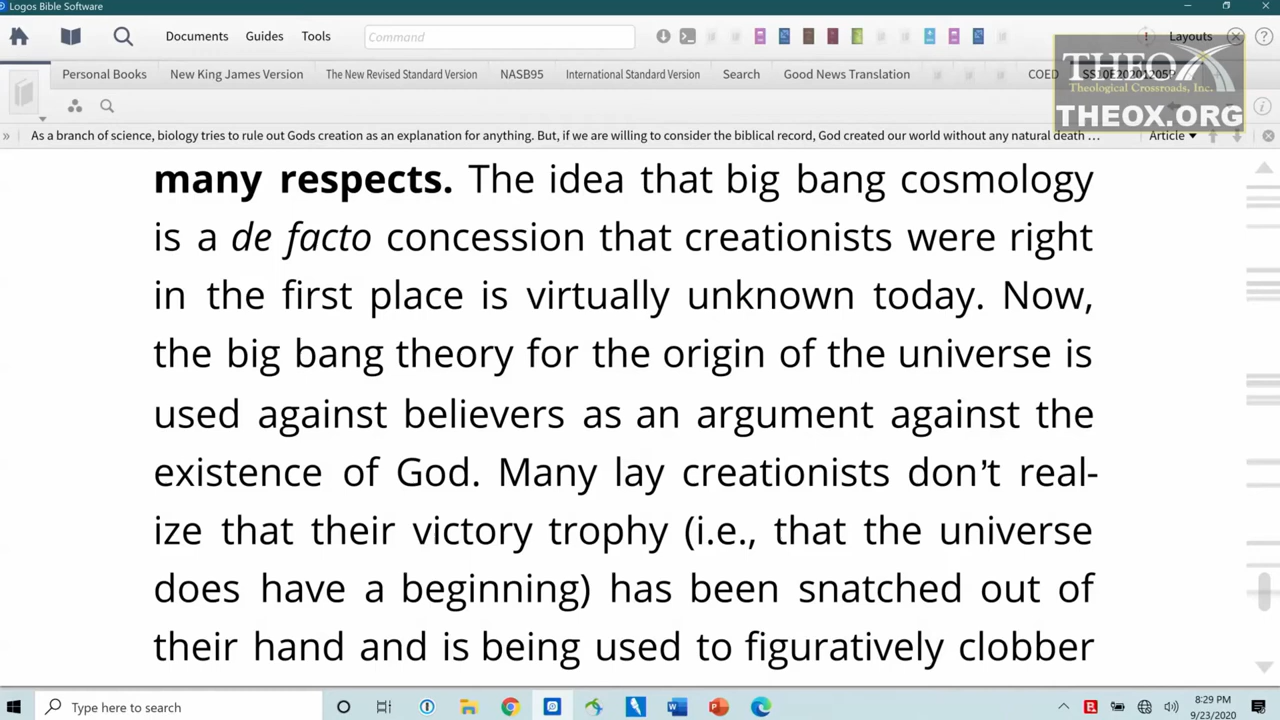 Logos Bible Software
Documents Guides Tools Command Layouts
Personal Books New King James Version The New Revised Standard Version NASB95 International Standard Version Search Good News Translation COED
THEOX
Theological Crossroads, Inc.
THEOX.ORG
» As a branch of science, biology tries to rule out Gods creation as an explanation for anything. But, if we are willing to consider the biblical record, God created our world without any natural death ... Article
many respects. The idea that big bang cosmology
is a de facto concession that creationists were right
in the first place is virtually unknown today. Now,
the big bang theory for the origin of the universe is
used against believers as an argument against the
existence of God. Many lay creationists don’t real-
ize that their victory trophy (i.e., that the universe
does have a beginning) has been snatched out of
their hand and is being used to figuratively clobber
Type here to search
8:29 PM
9/23/2020